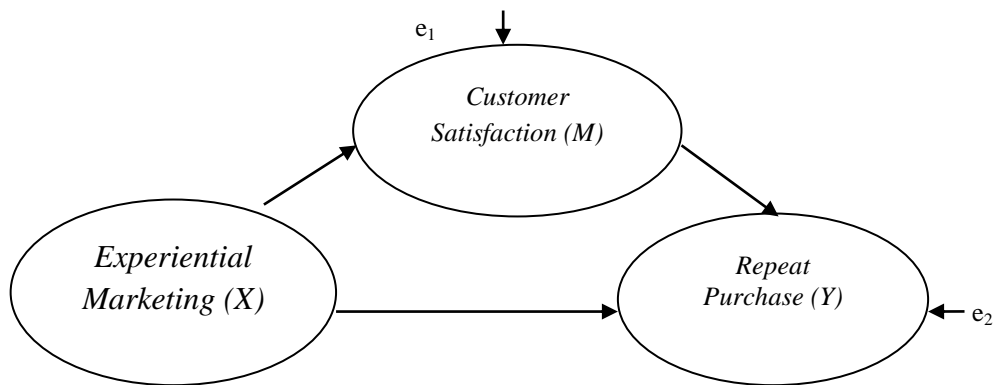 e₁
Customer
Satisfaction (M)
Experiential
Marketing (X)
Repeat
Purchase (Y)
e₂